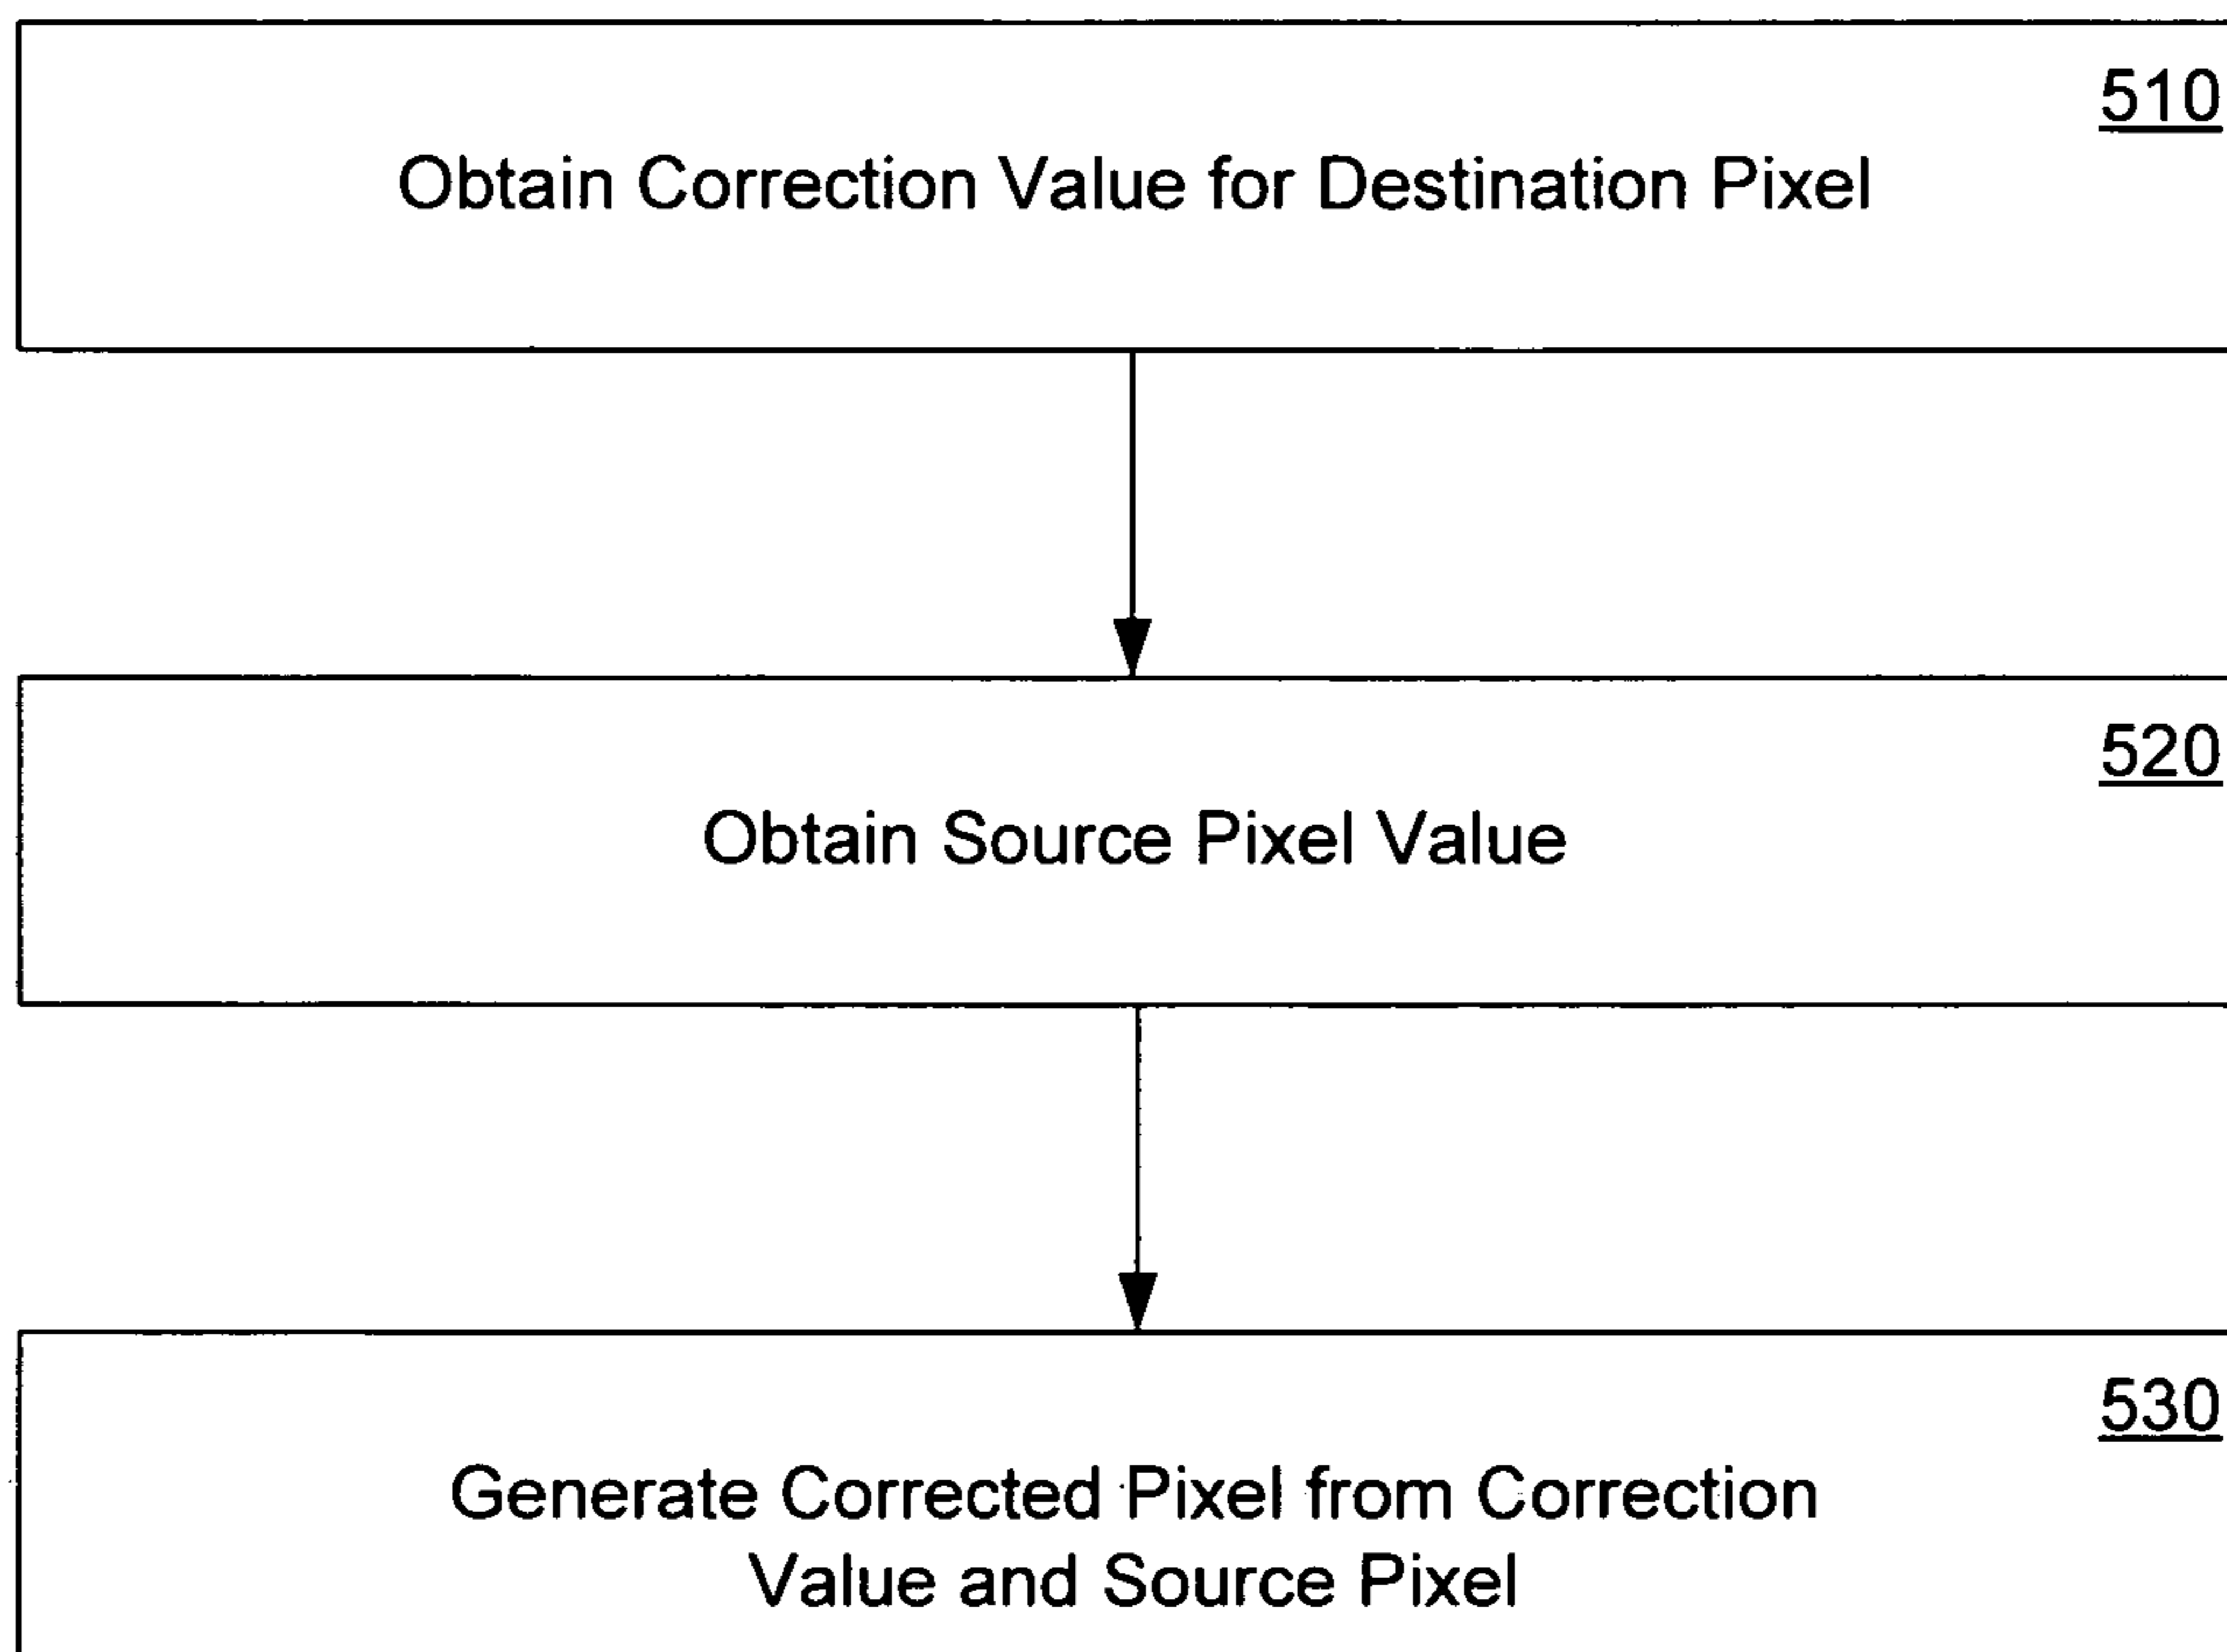 510
Obtain Correction Value for Destination Pixel
520
Obtain Source Pixel Value
530
Generate Corrected Pixel from Correction
Value and Source Pixel